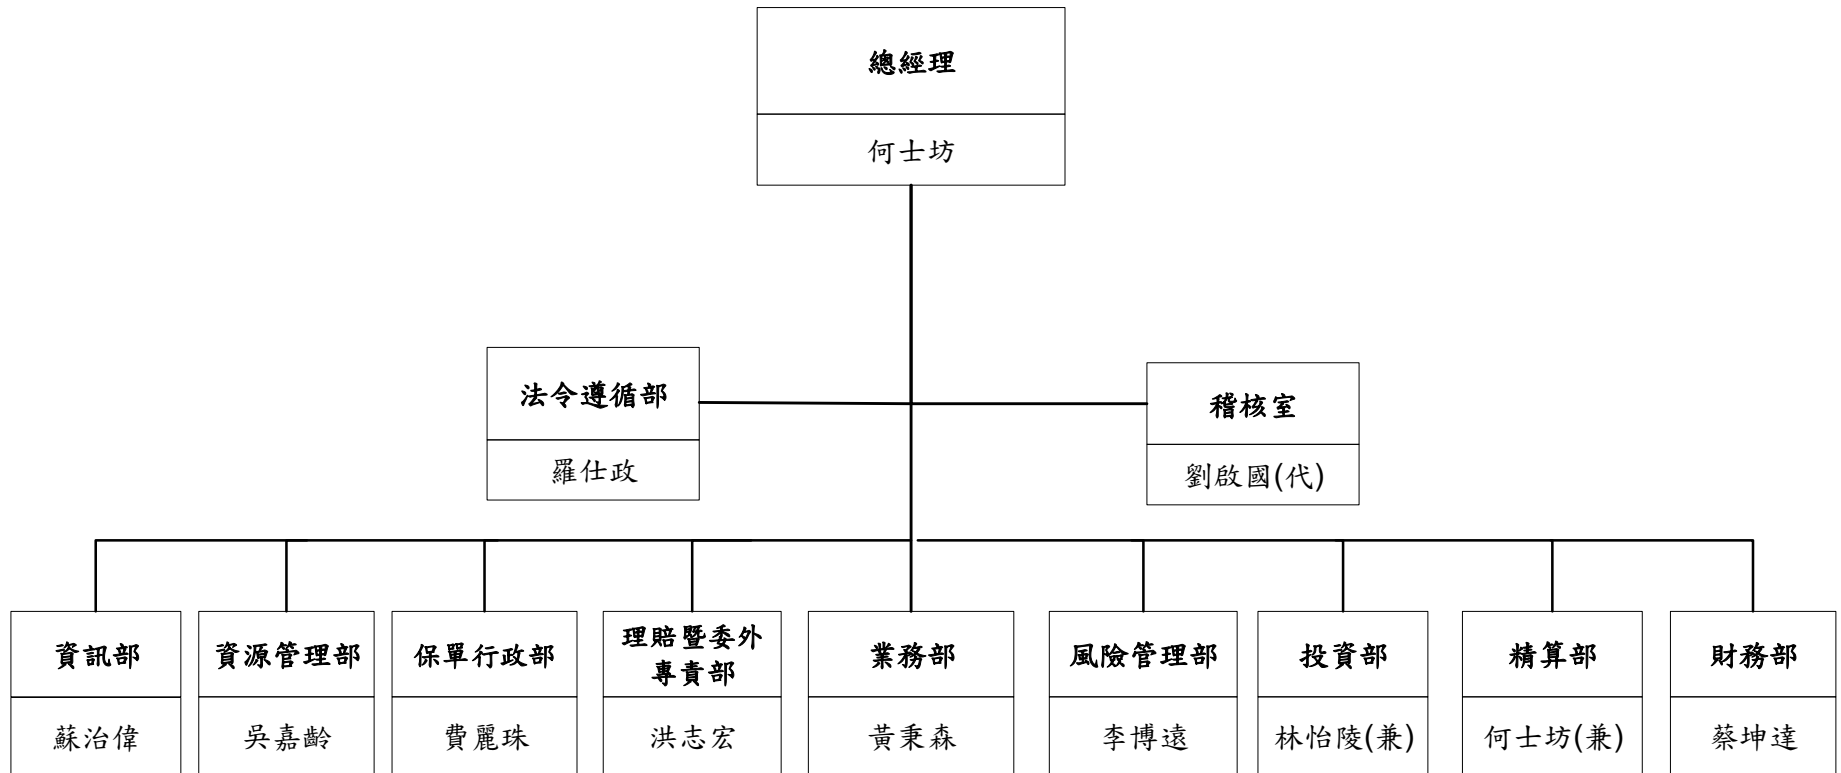 總經理
何士坊
法令遵循部
羅仕政
稽核室
劉啟國(代)
資訊部
蘇治偉
資源管理部
吳嘉齡
保單行政部
費麗珠
理賠暨委外
專責部
洪志宏
業務部
黃秉森
風險管理部
李博遠
投資部
林怡陵(兼)
精算部
何士坊(兼)
財務部
蔡坤達